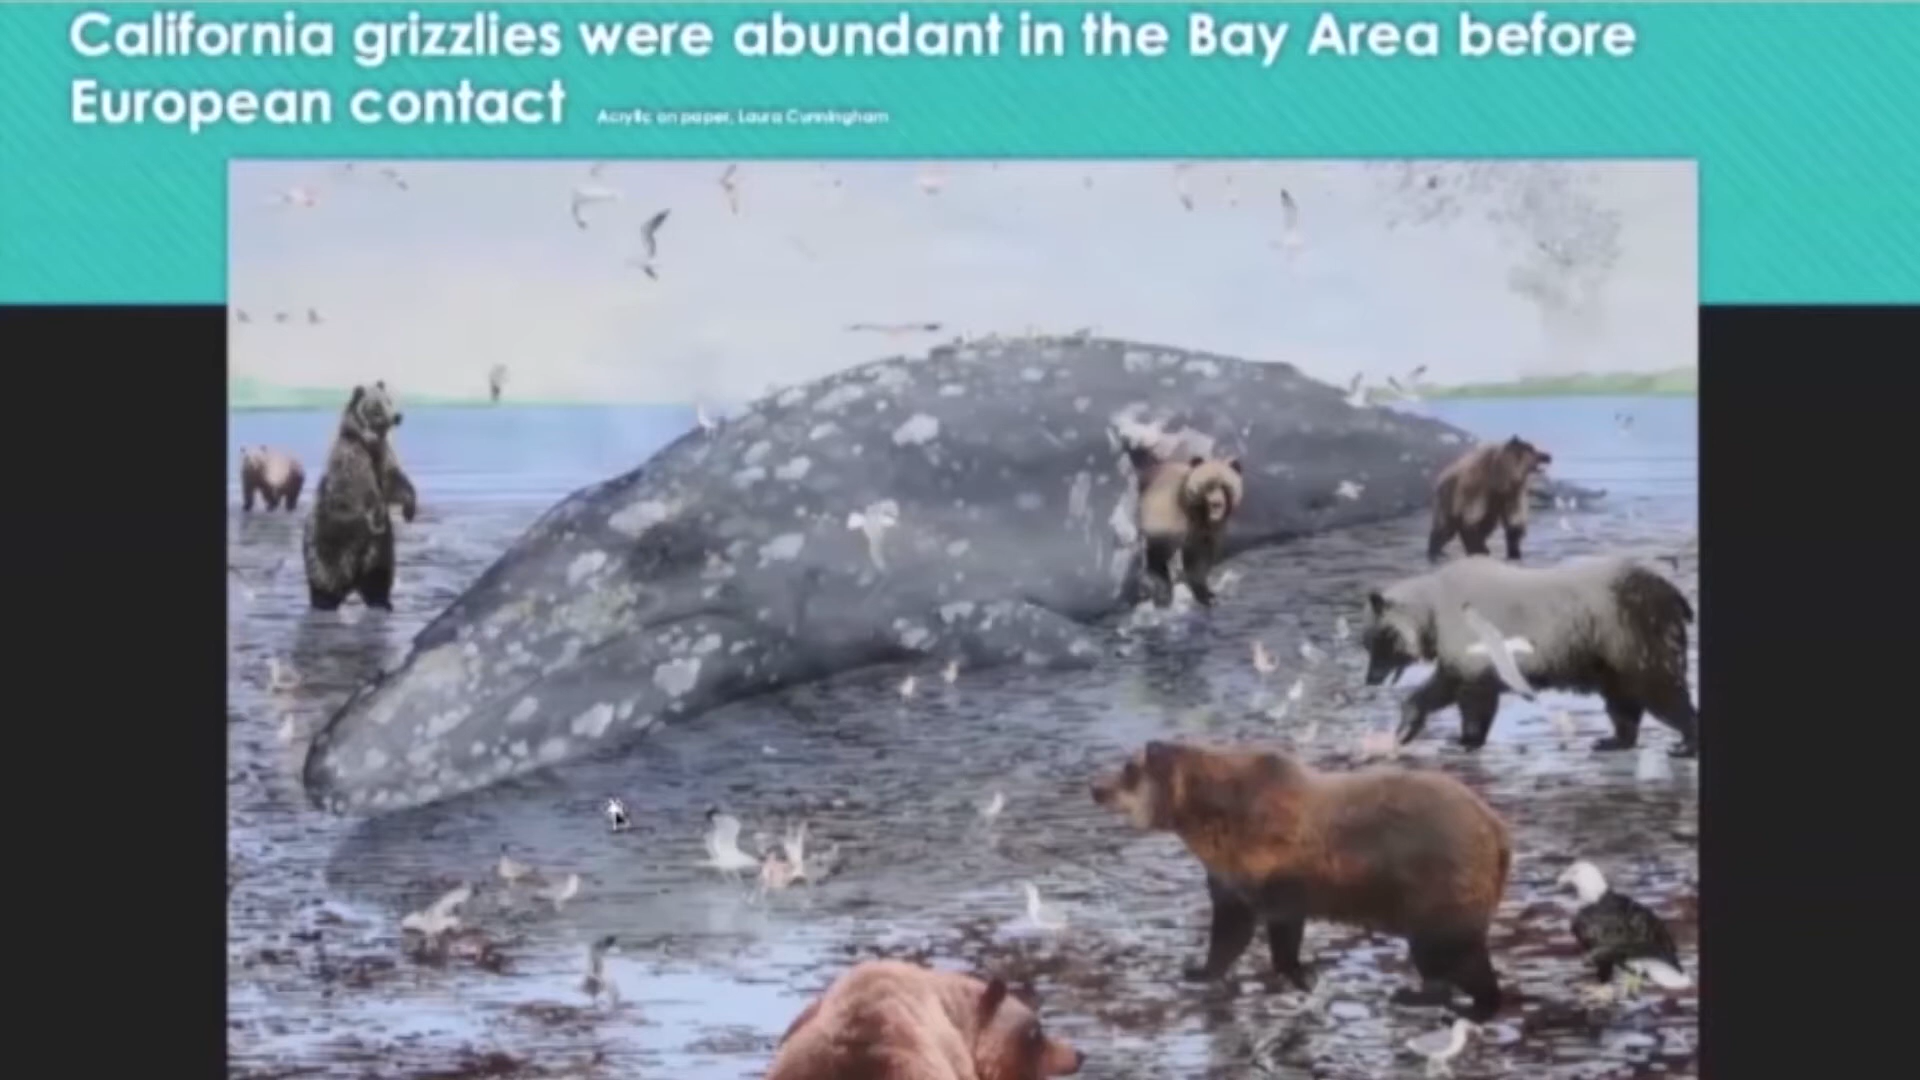 California grizzlies were abundant in the Bay Area before
European contact Acrylic on paper, Laura Cunningham